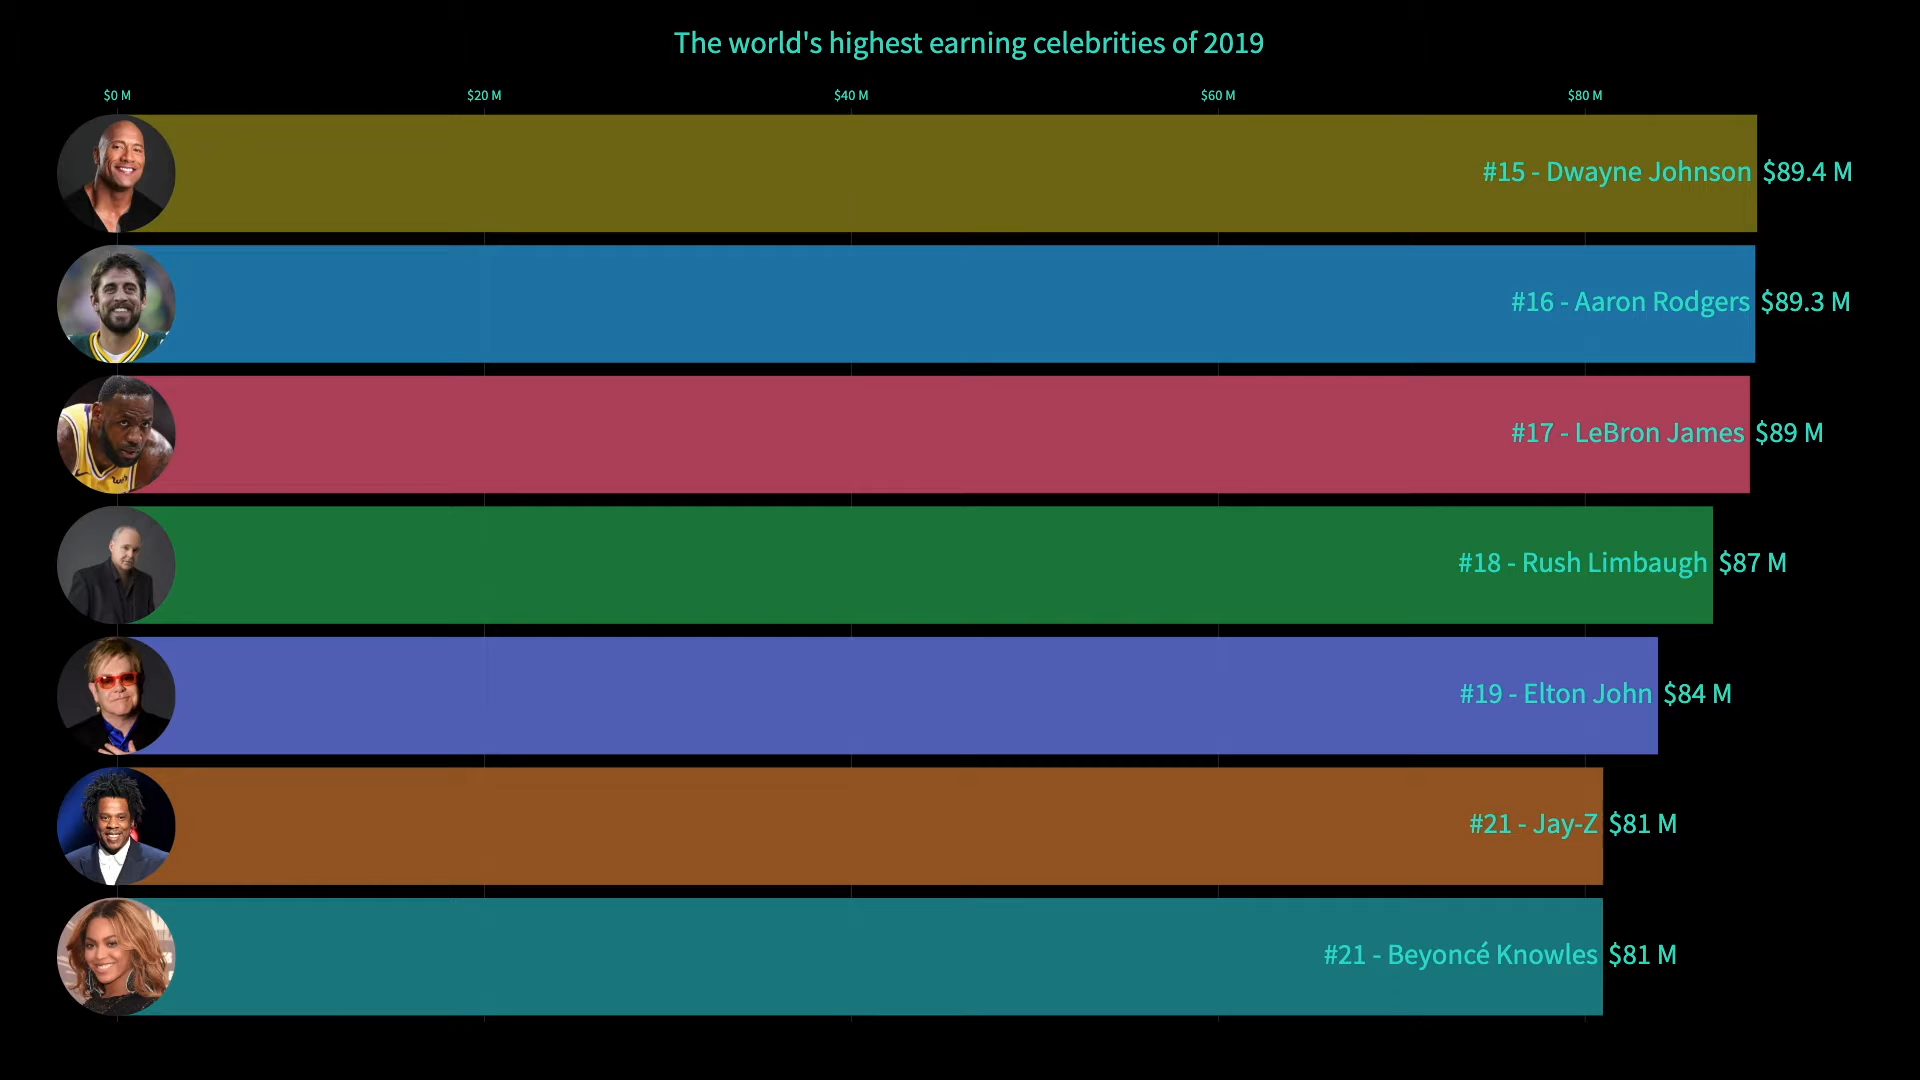 The world's highest earning celebrities of 2019
$0 M $20 M $40 M $60 M $80 M
#15 - Dwayne Johnson $89.4 M
#16 - Aaron Rodgers $89.3 M
#17 - LeBron James $89 M
#18 - Rush Limbaugh $87 M
#19 - Elton John $84 M
#21 - Jay-Z $81 M
#21 - Beyoncé Knowles $81 M